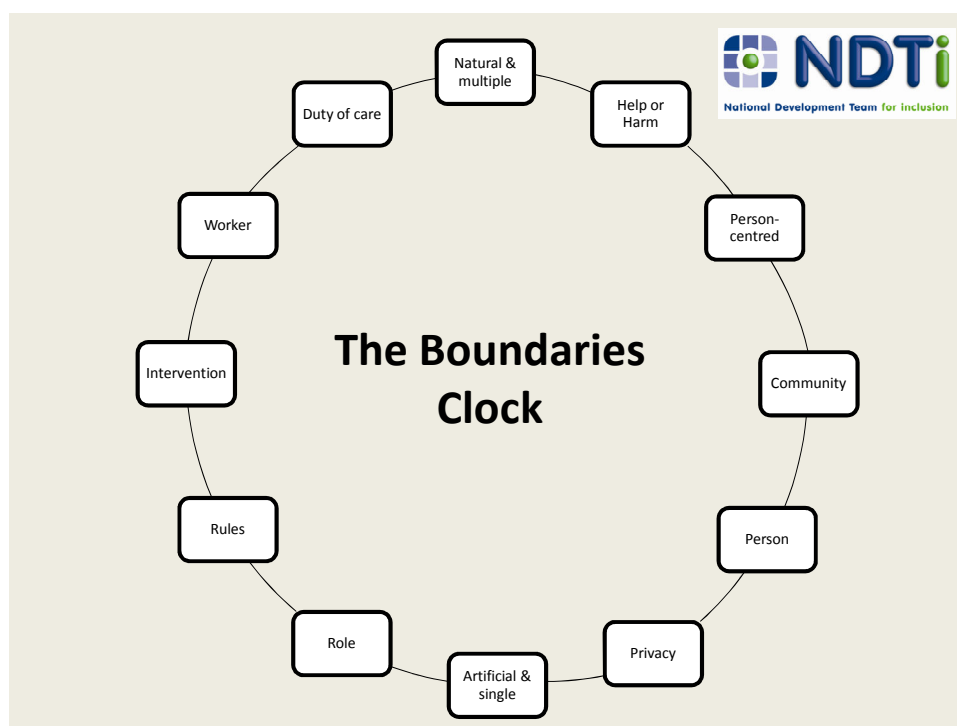 Natural &
multiple
NDTi
National Development Team for inclusion
Help or
Harm
Duty of care
Person-
centred
Worker
The Boundaries
Clock
Community
Intervention
Person
Rules
Privacy
Role
Artificial &
single